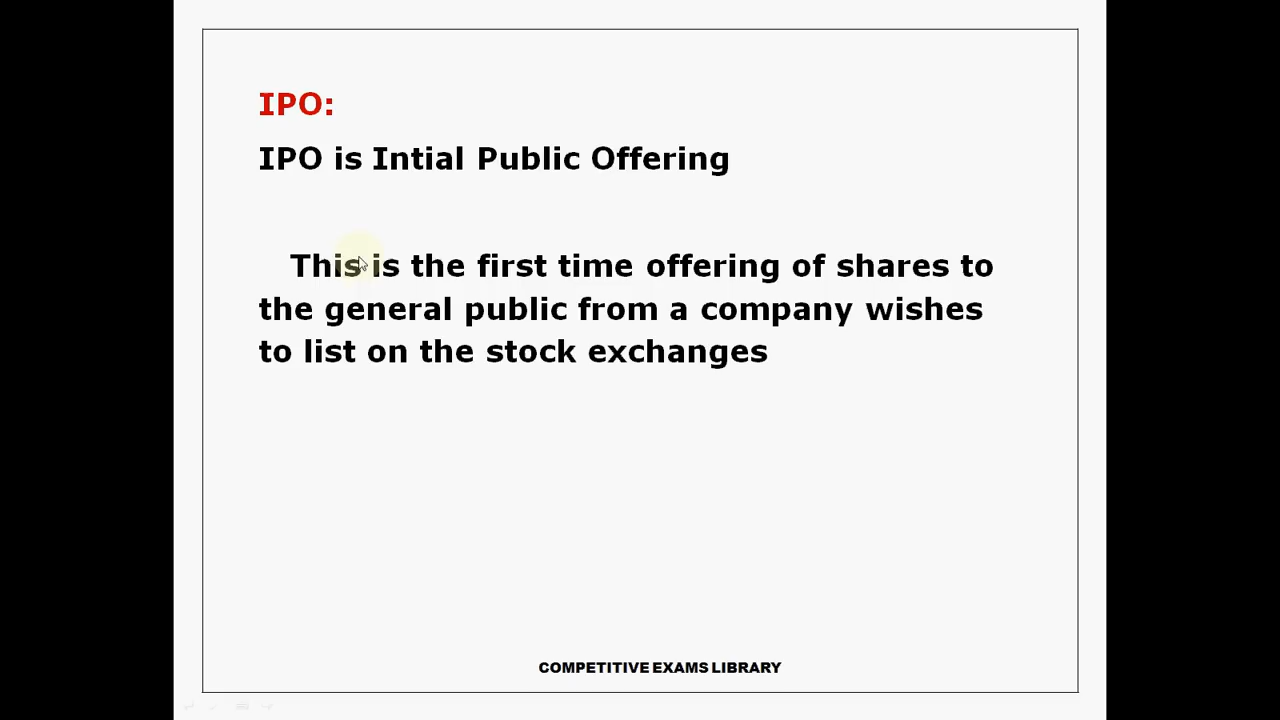 IPO:
IPO is Intial Public Offering
This is the first time offering of shares to
the general public from a company wishes
to list on the stock exchanges
COMPETITIVE EXAMS LIBRARY